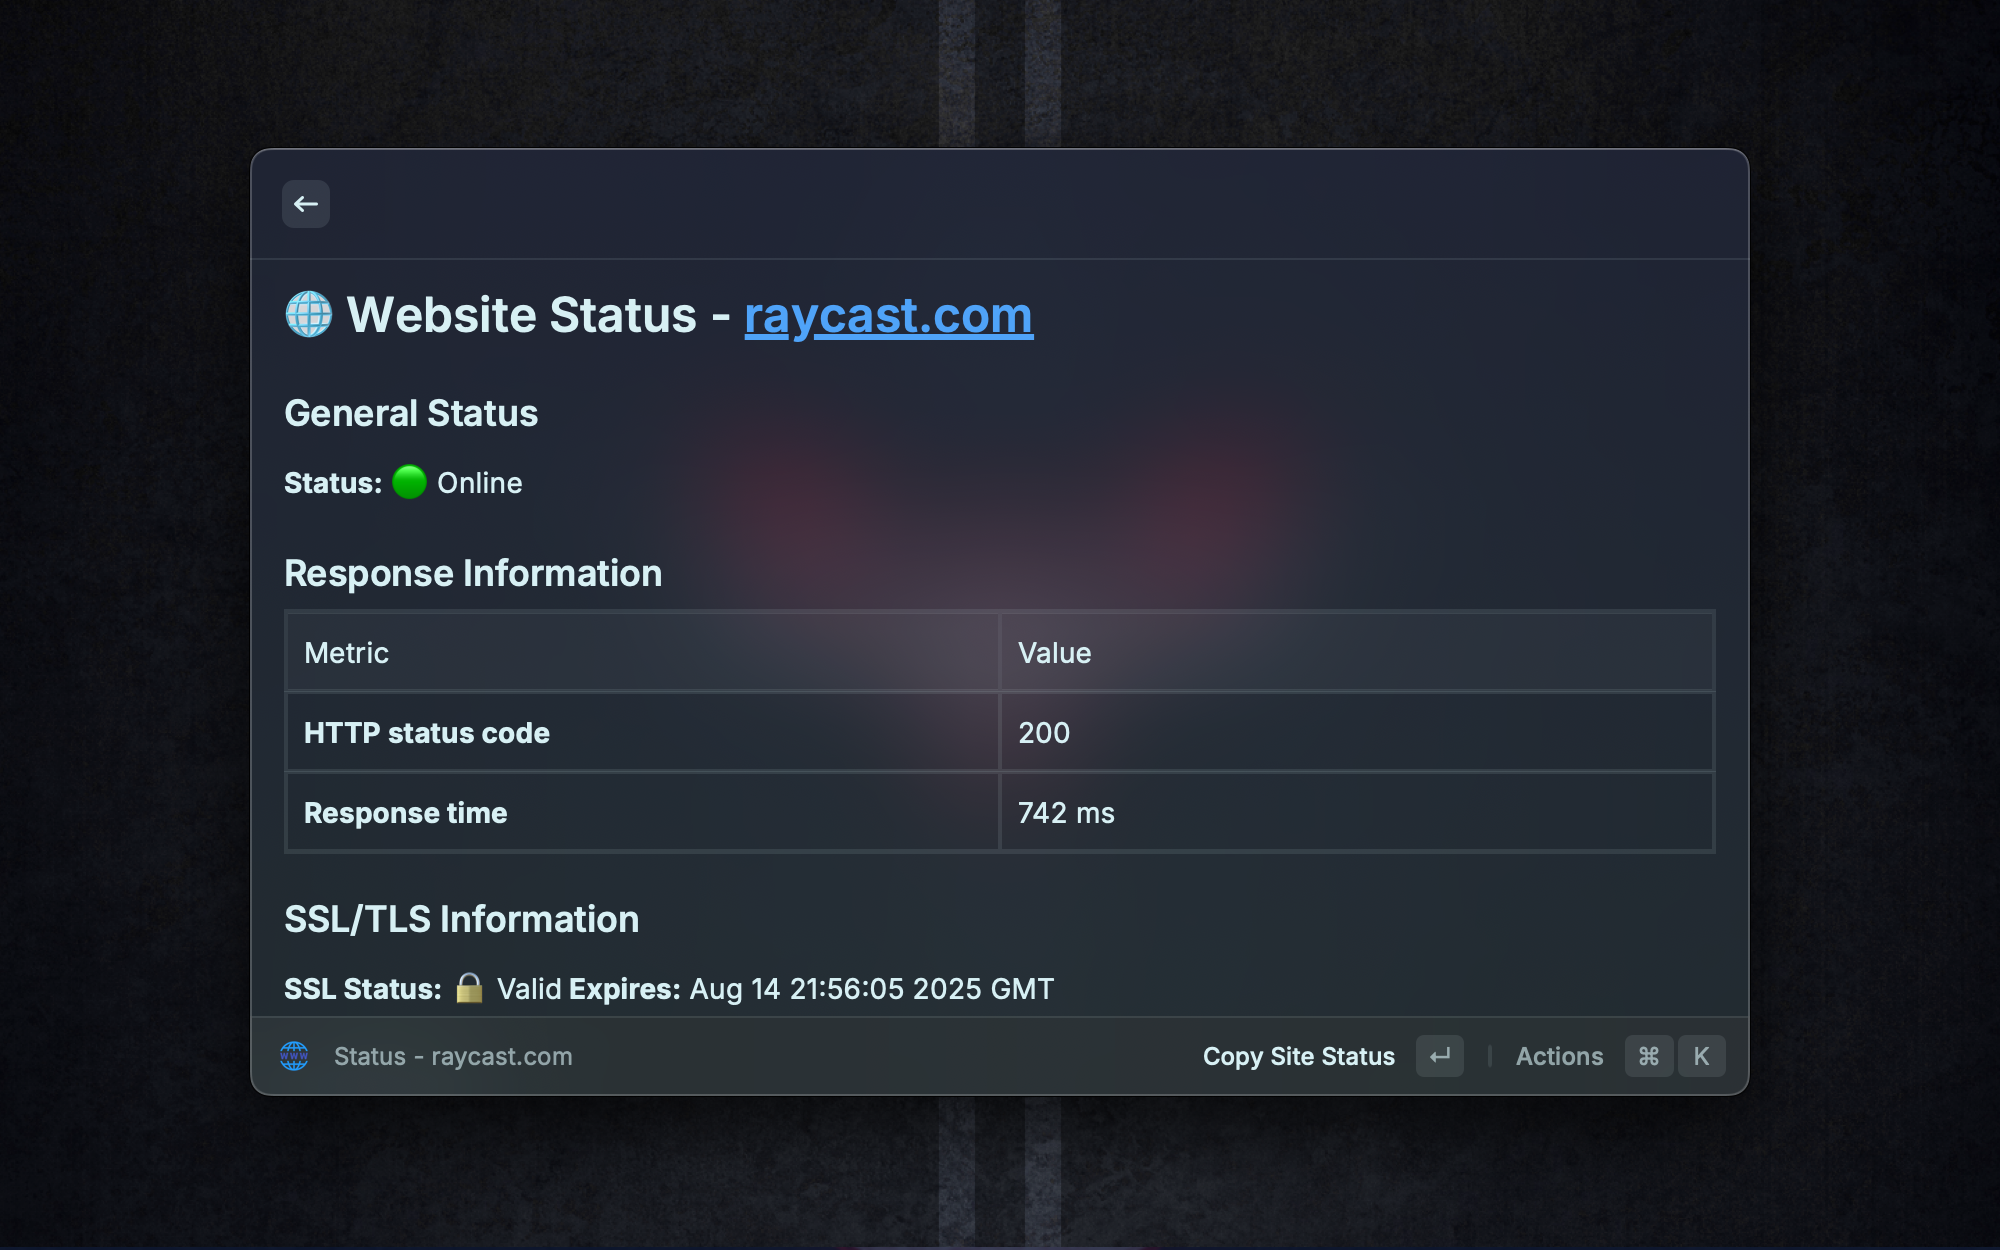 🌐 Website Status - raycast.com
General Status
Status: 🟢 Online
Response Information
Metric Value
HTTP status code 200
Response time 742 ms
SSL/TLS Information
SSL Status: 🔒 Valid Expires: Aug 14 21:56:05 2025 GMT
WWW Status - raycast.com Copy Site Status ↵ Actions ⌘ K